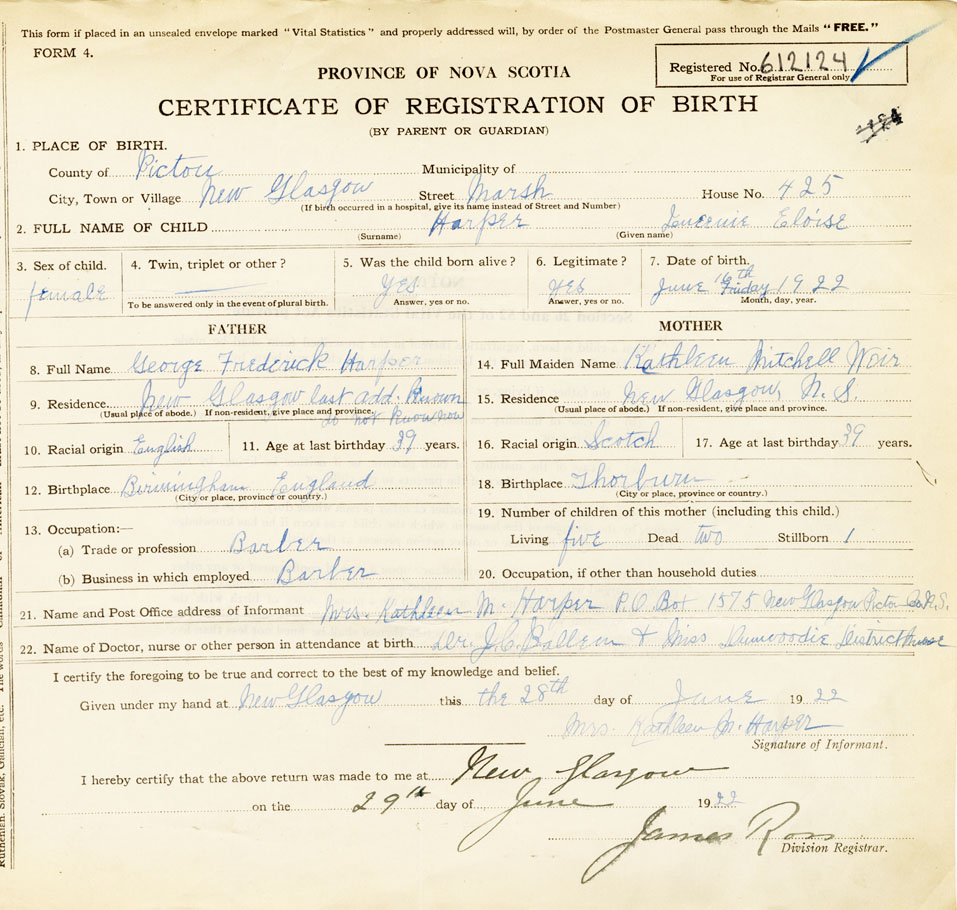 This form if placed in an unsealed envelope marked "Vital Statistics" and properly addressed will, by order of the Postmaster General pass through the Mails "FREE."
FORM 4.
Registered No. 612124
For use of Registrar General only
PROVINCE OF NOVA SCOTIA
CERTIFICATE OF REGISTRATION OF BIRTH
(BY PARENT OR GUARDIAN)
1. PLACE OF BIRTH.
County of Pictou Municipality of
City, Town or Village New Glasgow Street Marsh House No. 425
(If birth occurred in a hospital, give its name instead of Street and Number)
2. FULL NAME OF CHILD Harper Eloise
(Surname) (Given name)
3. Sex of child. 4. Twin, triplet or other? 5. Was the child born alive? 6. Legitimate? 7. Date of birth.
female yes yes June 16th Friday 1922
To be answered only in the event of plural birth. Answer, yes or no. Answer, yes or no. Month, day, year.
FATHER
8. Full Name George Frederick Harper
9. Residence New Glasgow last add. Known
(Usual place of abode.) If non-resident, give place and province.
do not know now
10. Racial origin English 11. Age at last birthday 39 years.
12. Birthplace Birmingham England
(City or place, province or country.)
13. Occupation:—
(a) Trade or profession Barber
(b) Business in which employed Barber
MOTHER
14. Full Maiden Name Kathleen Mitchell Weir
15. Residence New Glasgow, N. S.
(Usual place of abode.) If non-resident, give place and province.
16. Racial origin Scotch 17. Age at last birthday 39 years.
18. Birthplace Thorburn
(City or place, province or country.)
19. Number of children of this mother (including this child.)
Living five Dead two Stillborn 1
20. Occupation, if other than household duties
21. Name and Post Office address of Informant Mrs. Kathleen M. Harper P.O. Box 1575 New Glasgow Pictou Co N.S.
22. Name of Doctor, nurse or other person in attendance at birth Dr. J.C. Ballem & Miss Dunwoodie District Nurse
I certify the foregoing to be true and correct to the best of my knowledge and belief.
Given under my hand at New Glasgow this the 28th day of June 1922
Mrs. Kathleen M. Harper
Signature of Informant.
I hereby certify that the above return was made to me at New Glasgow
on the 29th day of June 1922
James Ross
Division Registrar.